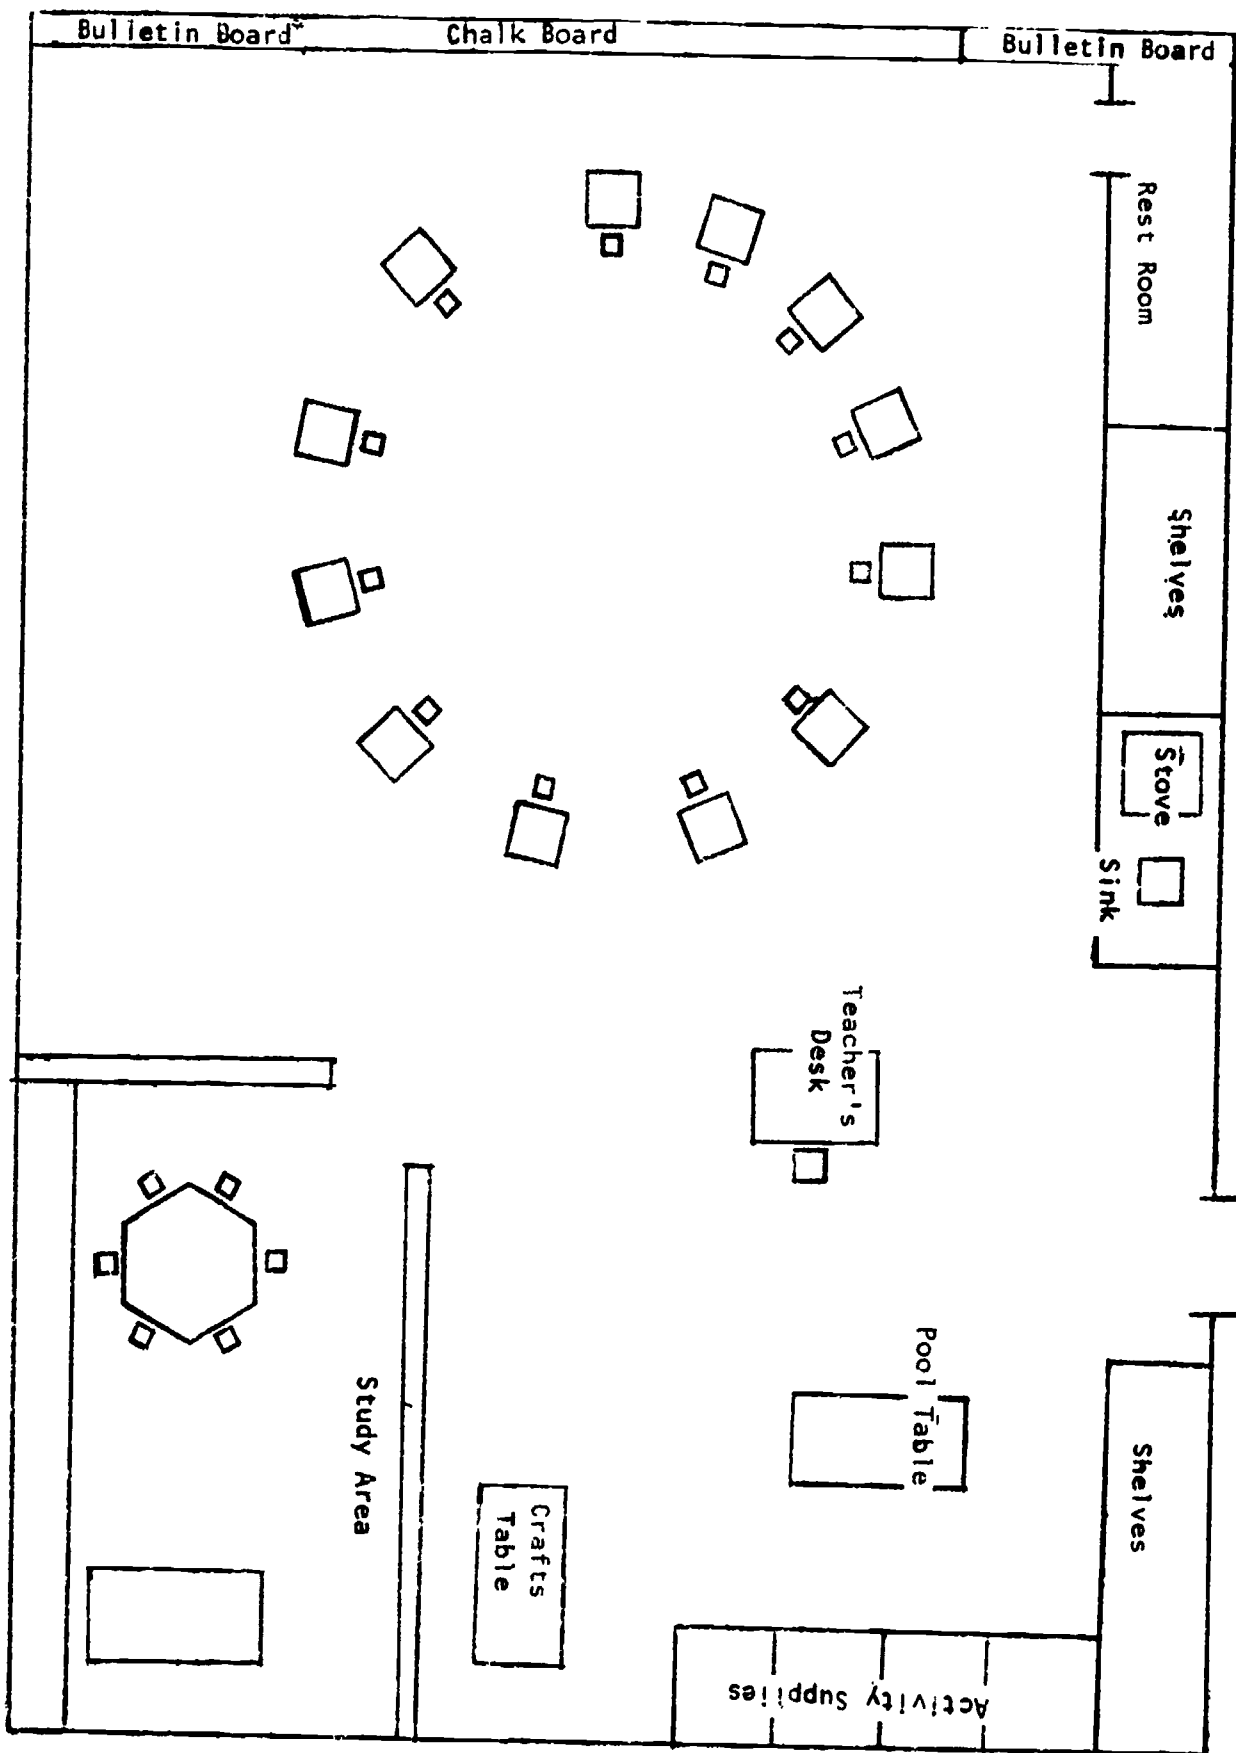 Bulletin Board
Chalk Board
Bulletin Board
Rest Room
Shelves
Stove
Sink
Teacher's
Desk
Pool Table
Shelves
Study Area
Crafts
Table
Activity Supplies